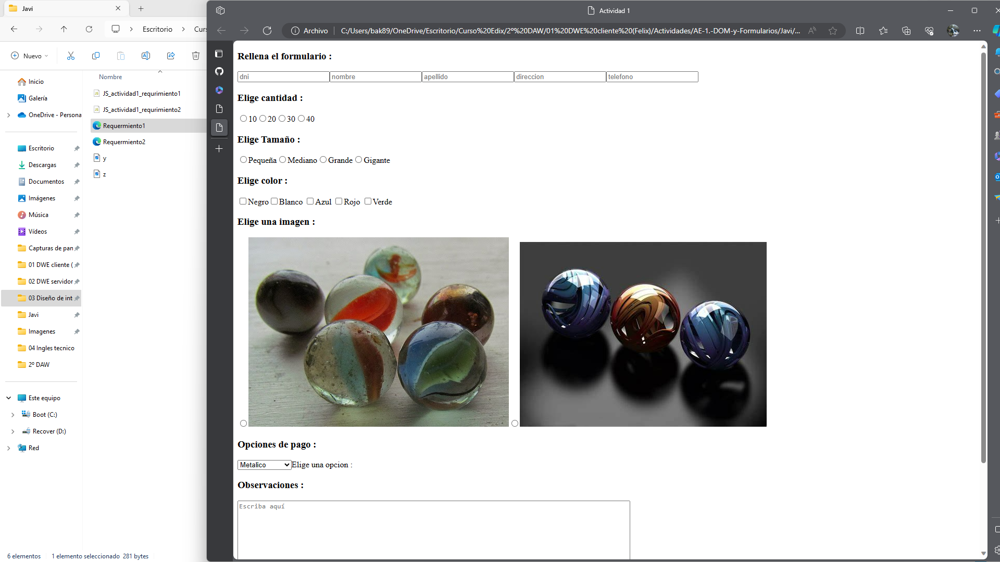 Javi
Escritorio
Curs
Nuevo
Nombre
Inicio
Galería
OneDrive - Persona
Escritorio
Descargas
Documentos
Imágenes
Música
Vídeos
Capturas de pan
01 DWE cliente (
02 DWE servidor
03 Diseño de int
Javi
Imagenes
04 Ingles tecnico
2º DAW
Este equipo
Boot (C:)
Recover (D:)
Red
JS_actividad1_requrimiento1
JS_actividad1_requrimiento2
Requermiento1
Requermiento2
y
z
6 elementos 1 elemento seleccionado 281 bytes
Actividad 1
Archivo C:/Users/bak89/OneDrive/Escritorio/Curso%20Edix/2º%20DAW/01%20DWE%20cliente%20(Felix)/Actividades/AE-1.-DOM-y-Formularios/Javi/...
Rellena el formulario :
dni nombre apellido direccion telefono
Elige cantidad :
10 20 30 40
Elige Tamaño :
Pequeña Mediano Grande Gigante
Elige color :
Negro Blanco Azul Rojo Verde
Elige una imagen :
Opciones de pago :
Metalico Elige una opcion :
Observaciones :
Escriba aquí